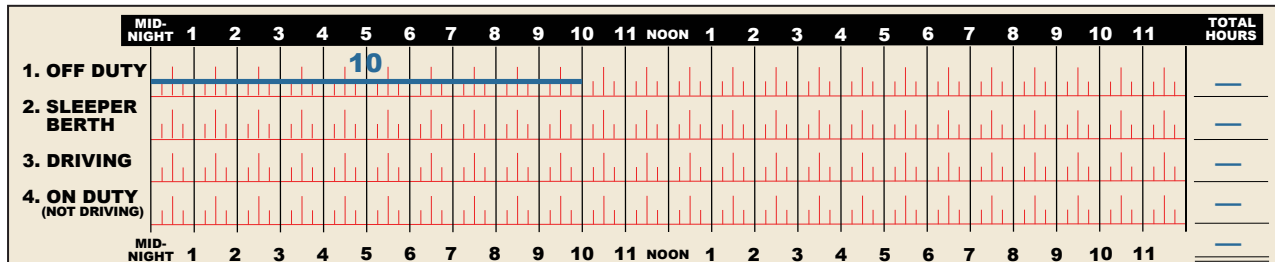 MID-NIGHT 1 2 3 4 5 6 7 8 9 10 11 NOON 1 2 3 4 5 6 7 8 9 10 11 TOTAL HOURS
10
1. OFF DUTY —
2. SLEEPER BERTH —
3. DRIVING —
4. ON DUTY (NOT DRIVING) —
MID-NIGHT 1 2 3 4 5 6 7 8 9 10 11 NOON 1 2 3 4 5 6 7 8 9 10 11 —